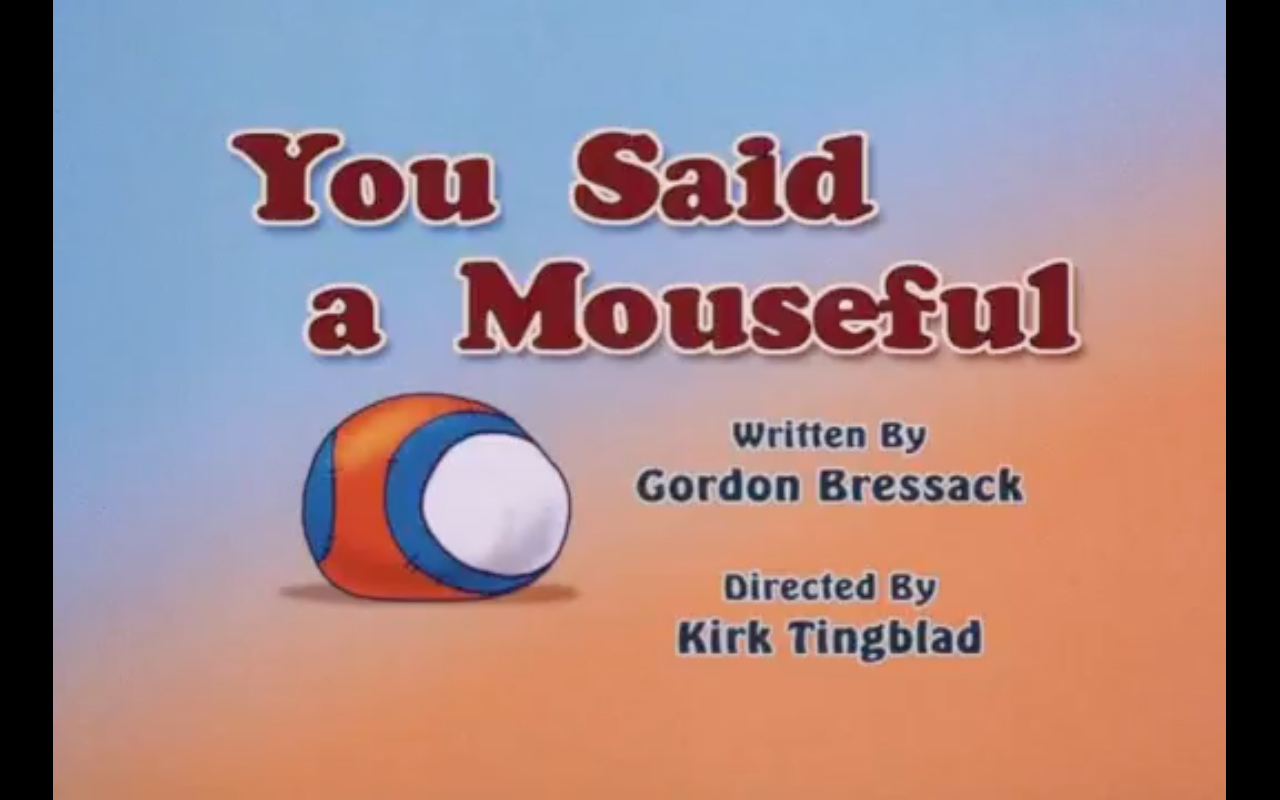 You Said
a Mouseful
Written By
Gordon Bressack
Directed By
Kirk Tingblad